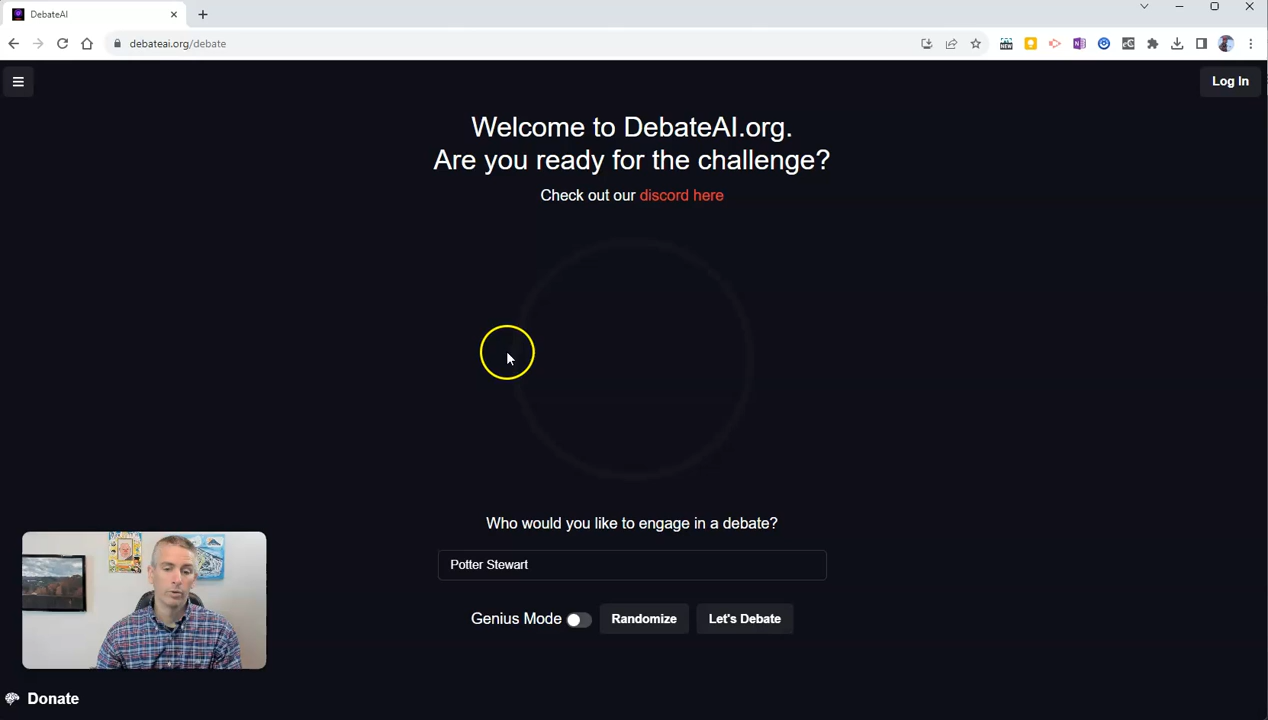 DebateAI
debateai.org/debate
NEW
Log In
Welcome to DebateAI.org.
Are you ready for the challenge?
Check out our discord here
Who would you like to engage in a debate?
Potter Stewart
Genius Mode
Randomize
Let's Debate
Donate